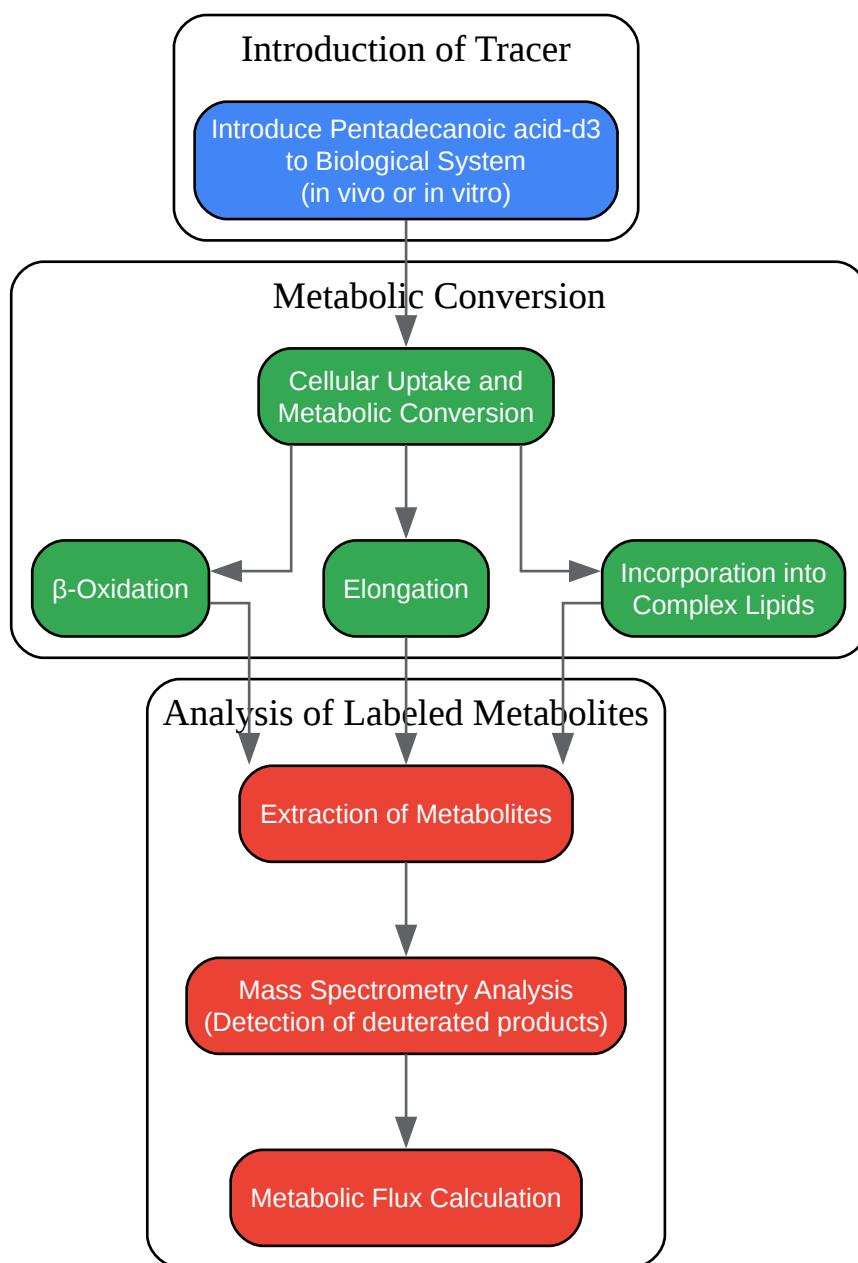 Introduction of Tracer
Introduce Pentadecanoic acid-d3
to Biological System
(in vivo or in vitro)
Metabolic Conversion
Cellular Uptake and
Metabolic Conversion
β-Oxidation
Elongation
Incorporation into
Complex Lipids
Analysis of Labeled Metabolites
Extraction of Metabolites
Mass Spectrometry Analysis
(Detection of deuterated products)
Metabolic Flux Calculation